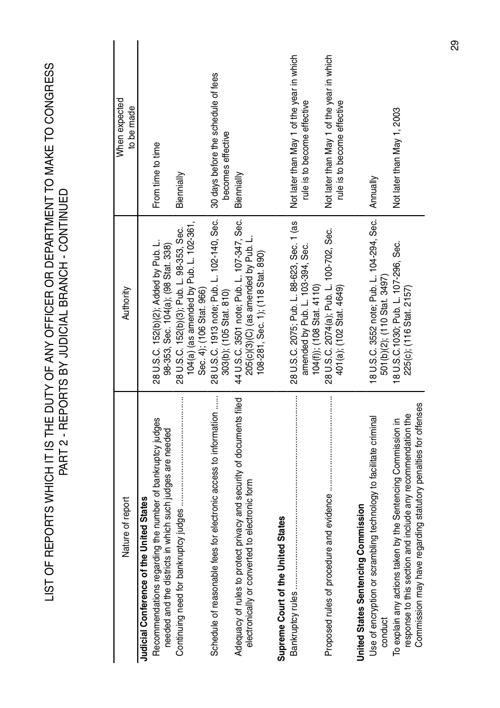 LIST OF REPORTS WHICH IT IS THE DUTY OF ANY OFFICER OR DEPARTMENT TO MAKE TO CONGRESS
PART 2 - REPORTS BY JUDICIAL BRANCH - CONTINUED
Nature of report Authority When expected
to be made
Judicial Conference of the United States
Recommendations regarding the number of bankruptcy judges 28 U.S.C. 152(b)(2); Added by Pub. L. From time to time
needed and the districts in which such judges are needed 98-353, Sec. 104(a); (98 Stat. 338)
Continuing need for bankruptcy judges 28 U.S.C. 152(b)(3); Pub. L. 98-353, Sec. Biennially
104(a) (as amended by Pub. L. 102-361,
Sec. 4); (106 Stat. 966)
Schedule of reasonable fees for electronic access to information 28 U.S.C. 1913 note; Pub. L. 102-140, Sec. 30 days before the schedule of fees
303(b); (105 Stat. 810) becomes effective
Adequacy of rules to protect privacy and security of documents filed 44 U.S.C. 3501 note; Pub. L. 107-347, Sec. Biennially
electronically or converted to electronic form 205(c)(3)(C) (as amended by Pub. L.
108-281, Sec. 1); (118 Stat. 890)
Supreme Court of the United States
Bankruptcy rules 28 U.S.C. 2075; Pub. L. 88-623, Sec. 1 (as Not later than May 1 of the year in which
amended by Pub. L. 103-394, Sec. rule is to become effective
104(f)); (108 Stat. 4110)
Proposed rules of procedure and evidence 28 U.S.C. 2074(a); Pub. L. 100-702, Sec. Not later than May 1 of the year in which
401(a); (102 Stat. 4649) rule is to become effective
United States Sentencing Commission
Use of encryption or scrambling technology to facilitate criminal 18 U.S.C. 3552 note; Pub. L. 104-294, Sec. Annually
conduct 501(b)(2); (110 Stat. 3497)
To explain any actions taken by the Sentencing Commission in 18 U.S.C.1030; Pub. L. 107-296, Sec. Not later than May 1, 2003
response to this section and include any recommendation the 225(c); (116 Stat. 2157)
Commission may have regarding statutory penalties for offenses
29